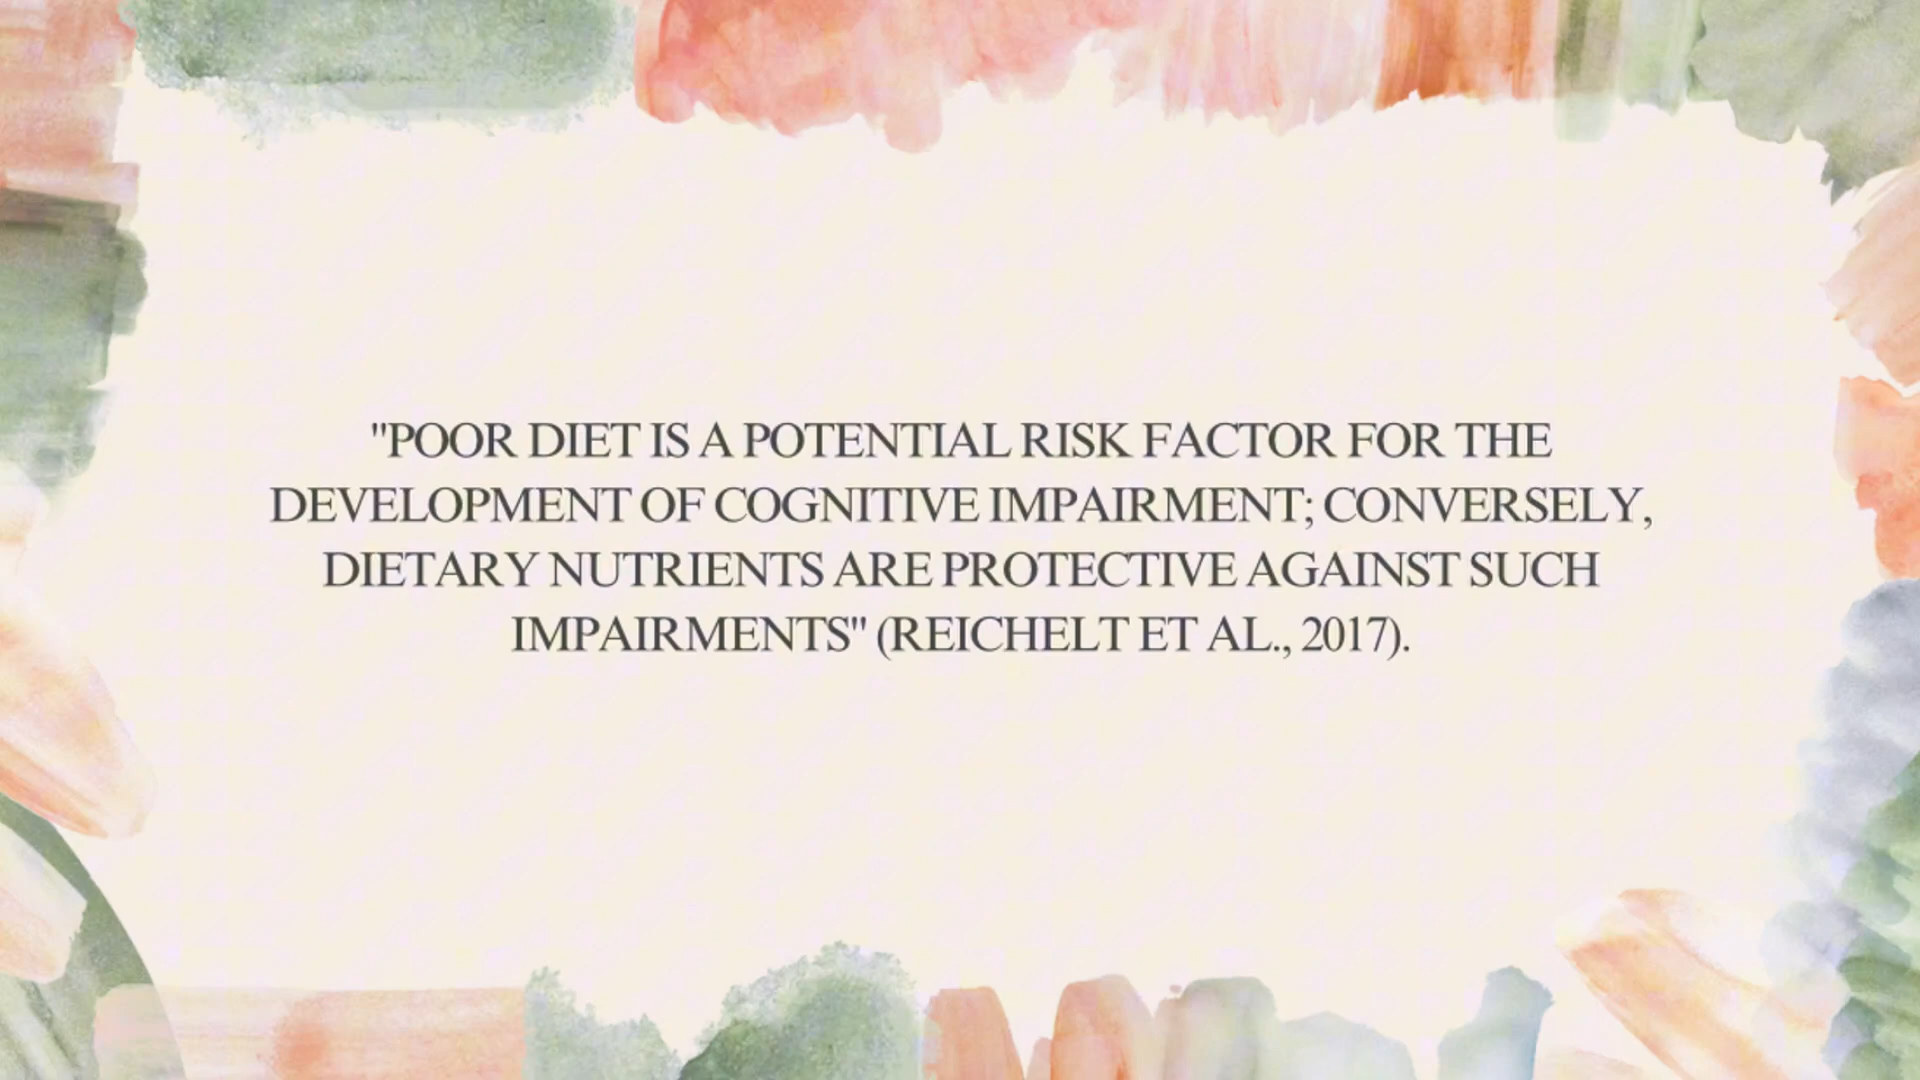 "POOR DIET IS A POTENTIAL RISK FACTOR FOR THE
DEVELOPMENT OF COGNITIVE IMPAIRMENT; CONVERSELY,
DIETARY NUTRIENTS ARE PROTECTIVE AGAINST SUCH
IMPAIRMENTS" (REICHELT ET AL., 2017).